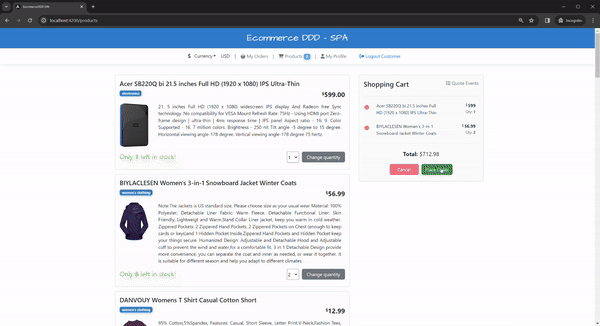 Ecommerce DDD SPA
localhost:4200/products
Incognito
Ecommerce DDD - SPA
$ Currency USD | My Orders | Products 2 | My Profile Logout Customer
Acer SB220Q bi 21.5 inches Full HD (1920 x 1080) IPS Ultra-Thin
electronics
$599.00
21. 5 inches Full HD (1920 x 1080) widescreen IPS display And Radeon free Sync
technology. No compatibility for VESA Mount Refresh Rate: 75Hz - Using HDMI port Zero-
frame design | ultra-thin | 4ms response time | IPS panel Aspect ratio - 16: 9. Color
Supported - 16. 7 million colors. Brightness - 250 nit Tilt angle -5 degree to 15 degree.
Horizontal viewing angle-178 degree. Vertical viewing angle-178 degree 75 hertz
Only 1 left in stock!
1
Change quantity
BIYLACLESEN Women's 3-in-1 Snowboard Jacket Winter Coats
women's clothing
$56.99
Note:The Jackets is US standard size, Please choose size as your usual wear Material: 100%
Polyester; Detachable Liner Fabric: Warm Fleece. Detachable Functional Liner: Skin
Friendly, Lightweigt and Warm.Stand Collar Liner jacket, keep you warm in cold weather.
Zippered Pockets: 2 Zippered Hand Pockets, 2 Zippered Pockets on Chest (enough to keep
cards or keys)and 1 Hidden Pocket Inside.Zippered Hand Pockets and Hidden Pocket keep
your things secure. Humanized Design: Adjustable and Detachable Hood and Adjustable
cuff to prevent the wind and water,for a comfortable fit. 3 in 1 Detachable Design provide
more convenience, you can separate the coat and inner as needed, or wear it together. It
is suitable for different season and help you adapt to different climates
Only 6 left in stock!
2
Change quantity
DANVOUY Womens T Shirt Casual Cotton Short
women's clothing
$12.99
95% Cotton,5%Spandex, Features: Casual, Short Sleeve, Letter Print,V-Neck,Fashion Tees,
Shopping Cart
Quote Events
Acer SB220Q bi 21.5 inches Full
HD (1920 x 1080) IPS Ultra-Thin
$599
Qty: 1
BIYLACLESEN Women's 3-in-1
Snowboard Jacket Winter Coats
$56.99
Qty: 2
Total: $712.98
Cancel